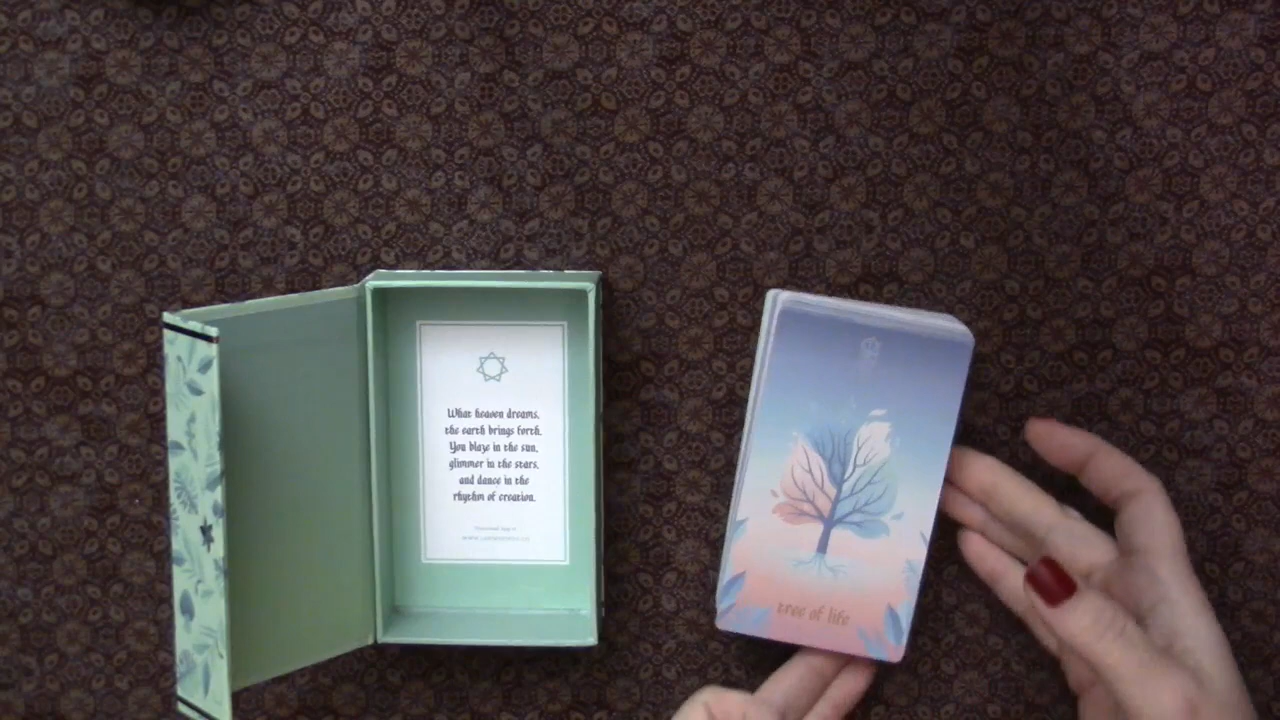 What heaven dreams,
the earth brings forth.
You blaze in the sun,
glimmer in the stars,
and dance in the
rhythm of creation.
tree of life